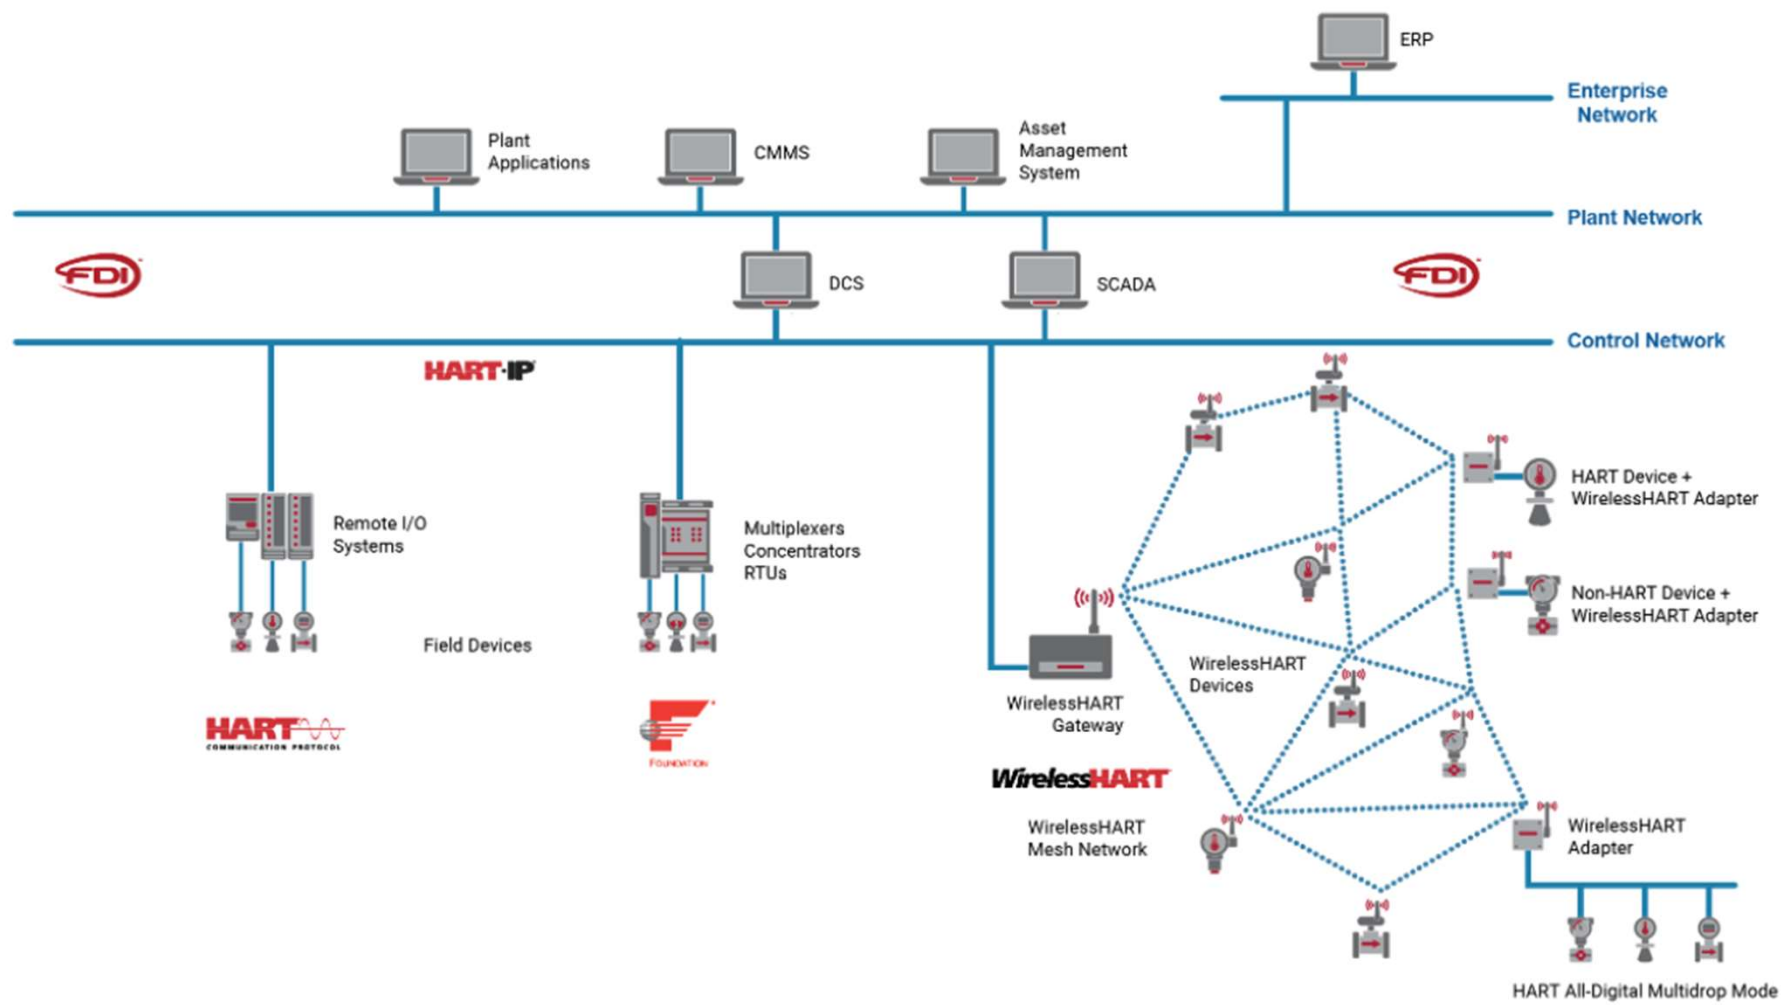 ERP
Enterprise
Network
Plant
Applications
CMMS
Asset
Management
System
Plant Network
FDI
DCS
SCADA
FDI
Control Network
HART·IP
HART Device +
WirelessHART Adapter
Remote I/O
Systems
Multiplexers
Concentrators
RTUs
Non-HART Device +
WirelessHART Adapter
Field Devices
WirelessHART
Devices
WirelessHART
Gateway
HART
COMMUNICATION PROTOCOL
FOUNDATION
WirelessHART
WirelessHART
Mesh Network
WirelessHART
Adapter
HART All-Digital Multidrop Mode